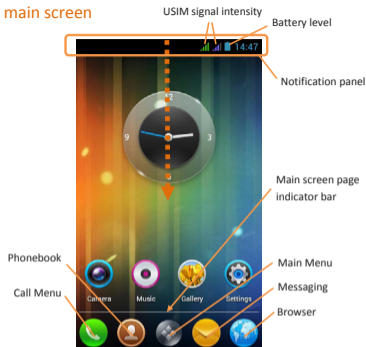 main screen
USIM signal intensity
Battery level
14:47
Notification panel
12
9
3
6
Main screen page
indicator bar
Phonebook
Call Menu
Camera
Music
Gallery
Settings
Main Menu
Messaging
Browser